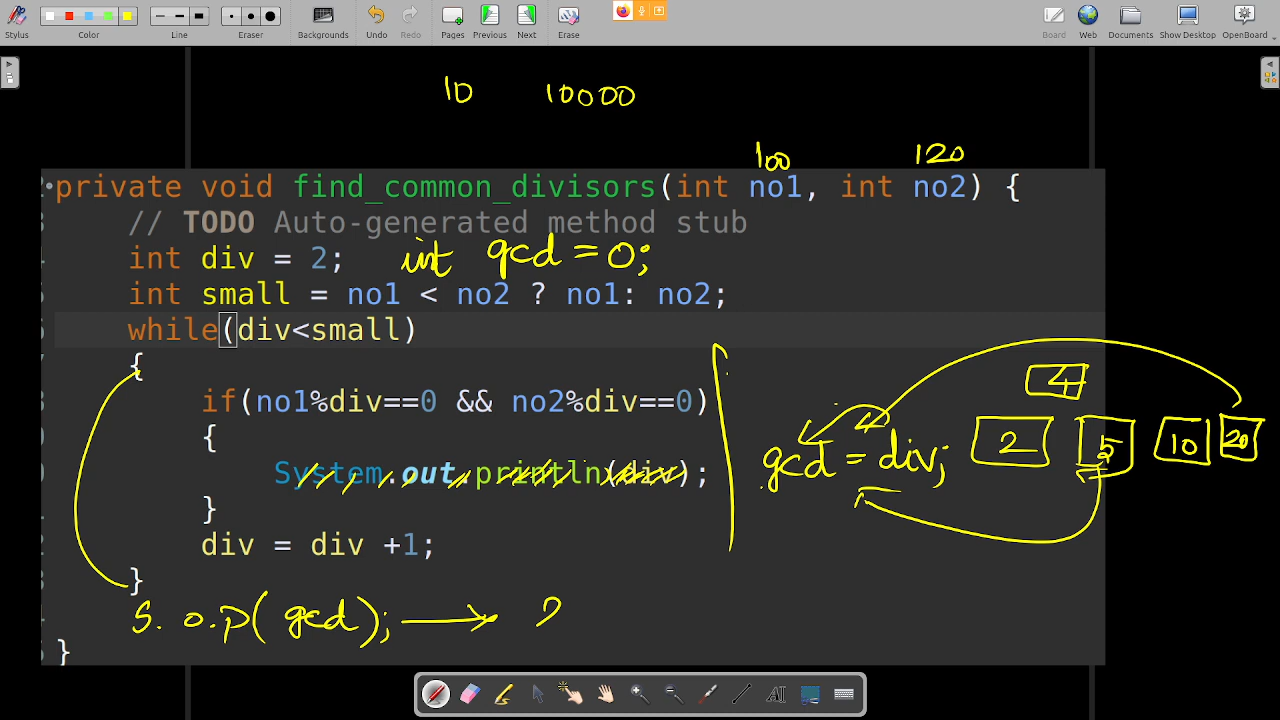 Stylus Color Line Eraser Backgrounds Undo Redo Pages Previous Next Erase Board Web Documents Show Desktop OpenBoard
10 10000
100 120
private void find_common_divisors(int no1, int no2) {
// TODO Auto-generated method stub
int div = 2; int gcd = 0;
int small = no1 < no2 ? no1: no2;
while(div<small)
{
4
if(no1%div==0 && no2%div==0)
{
gcd = div; 2 5 10 20
System.out.println(div);
}
div = div +1;
}
S.o.p(gcd);
}
AI